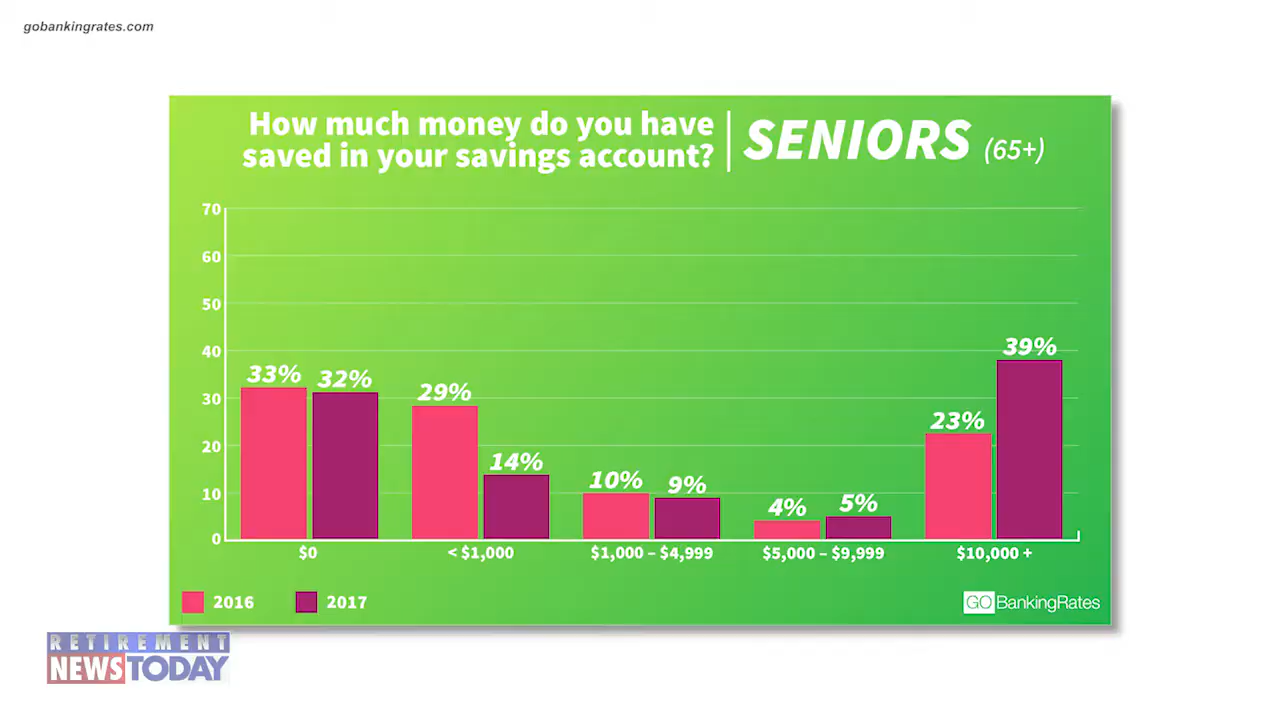 gobankingrates.com
How much money do you have
saved in your savings account?
SENIORS (65+)
70
60
50
40
30
20
10
0
33%
32%
29%
14%
10%
9%
4%
5%
23%
39%
$0
< $1,000
$1,000 – $4,999
$5,000 – $9,999
$10,000 +
2016
2017
GOBankingRates
RETIREMENT
NEWSTODAY